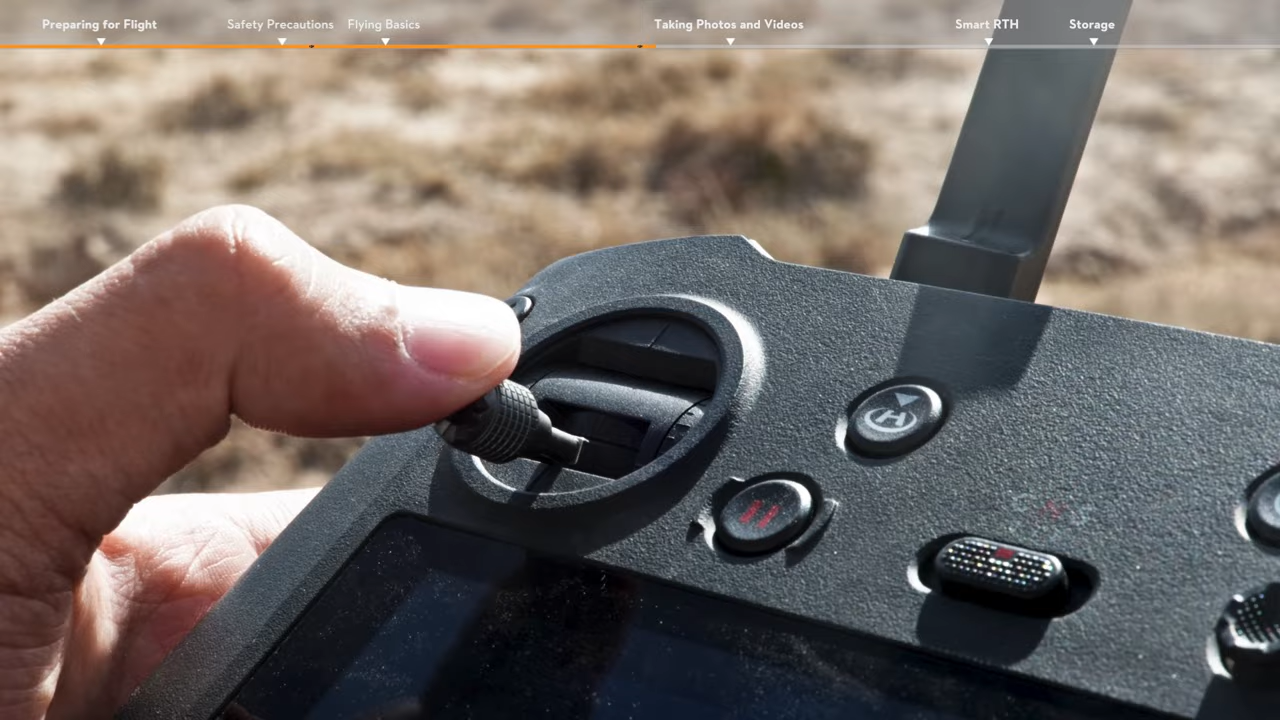 Preparing for Flight
Safety Precautions
Flying Basics
Taking Photos and Videos
Smart RTH
Storage
H